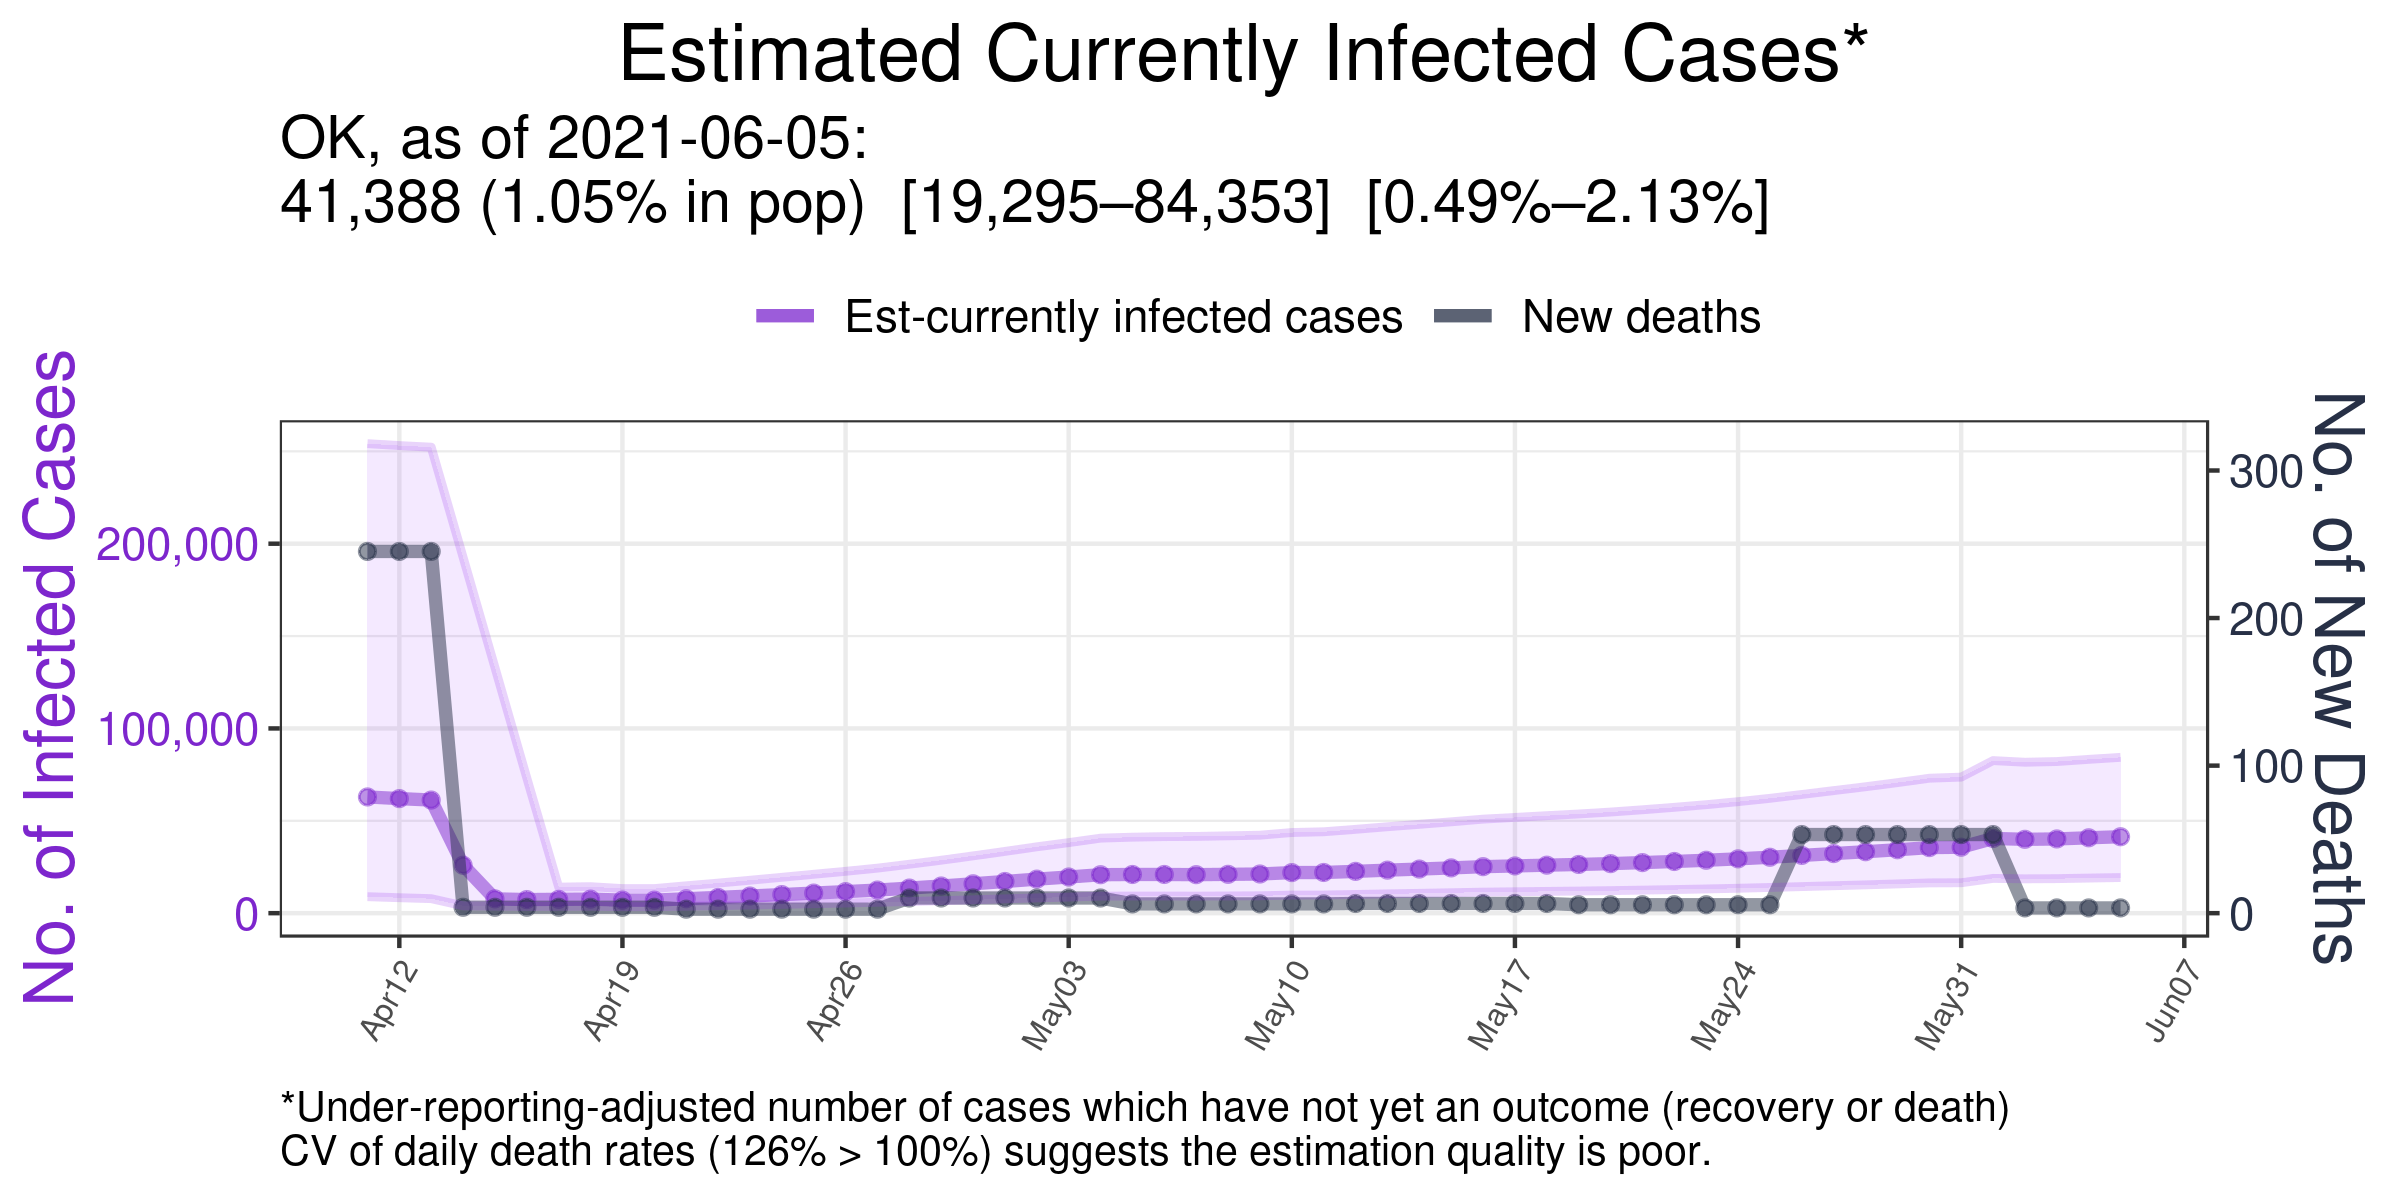 Estimated Currently Infected Cases*
OK, as of 2021-06-05:
41,388 (1.05% in pop) [19,295–84,353] [0.49%–2.13%]
Est-currently infected cases New deaths
No. of Infected Cases
200,000
100,000
0
300
200
100
0
No. of New Deaths
Apr12 Apr19 Apr26 May03 May10 May17 May24 May31 Jun07
*Under-reporting-adjusted number of cases which have not yet an outcome (recovery or death)
CV of daily death rates (126% > 100%) suggests the estimation quality is poor.